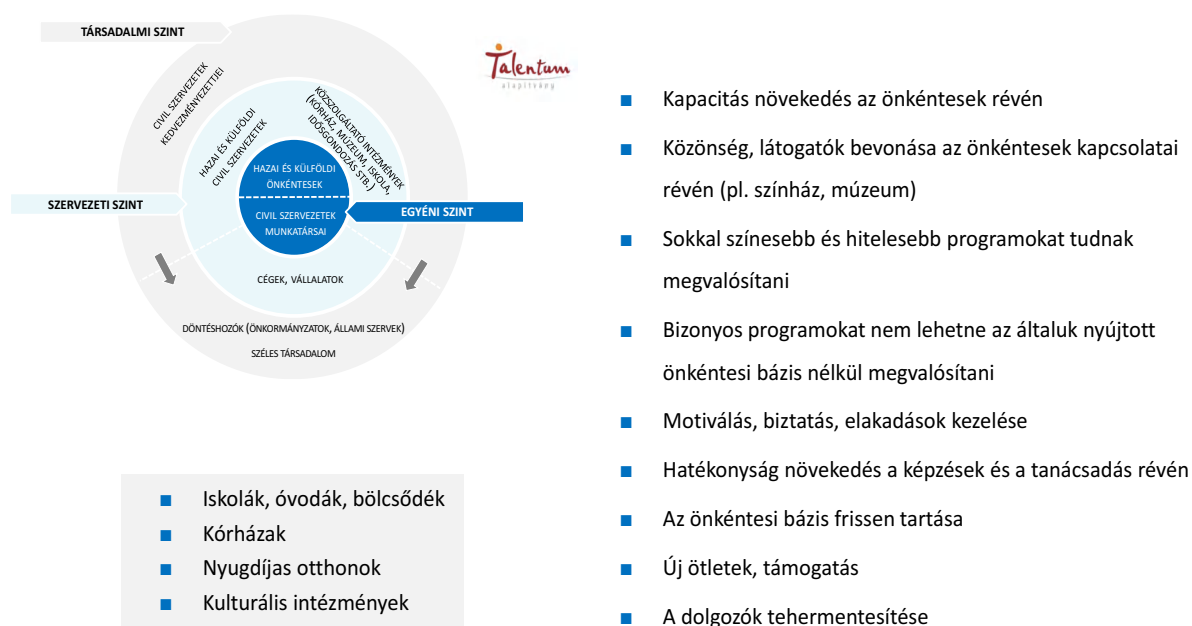 TÁRSADALMI SZINT
Talentum
alapítvány
CIVIL SZERVEZETEK
KEDVEZMÉNYEZETTJEI
HAZAI ÉS KÜLFÖLDI
CIVIL SZERVEZETEK
KÖZSZOLGÁLTATÓ INTÉZMÉNYEK
(KÓRHÁZ, MÚZEUM, ISKOLA,
IDŐSGONDOZÁS STB.)
HAZAI ÉS KÜLFÖLDI
ÖNKÉNTESEK
SZERVEZETI SZINT
CIVIL SZERVEZETEK
MUNKATÁRSAI
EGYÉNI SZINT
CÉGEK, VÁLLALATOK
DÖNTÉSHOZÓK (ÖNKORMÁNYZATOK, ÁLLAMI SZERVEK)
SZÉLES TÁRSADALOM
■ Iskolák, óvodák, bölcsődék
■ Kórházak
■ Nyugdíjas otthonok
■ Kulturális intézmények
■ Kapacitás növekedés az önkéntesek révén
■ Közönség, látogatók bevonása az önkéntesek kapcsolatai
révén (pl. színház, múzeum)
■ Sokkal színesebb és hitelesebb programokat tudnak
megvalósítani
■ Bizonyos programokat nem lehetne az általuk nyújtott
önkéntesi bázis nélkül megvalósítani
■ Motiválás, biztatás, elakadások kezelése
■ Hatékonyság növekedés a képzések és a tanácsadás révén
■ Az önkéntesi bázis frissen tartása
■ Új ötletek, támogatás
■ A dolgozók tehermentesítése